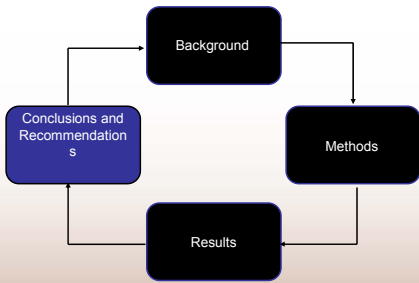 Background
Conclusions and
Recommendation
s
Methods
Results